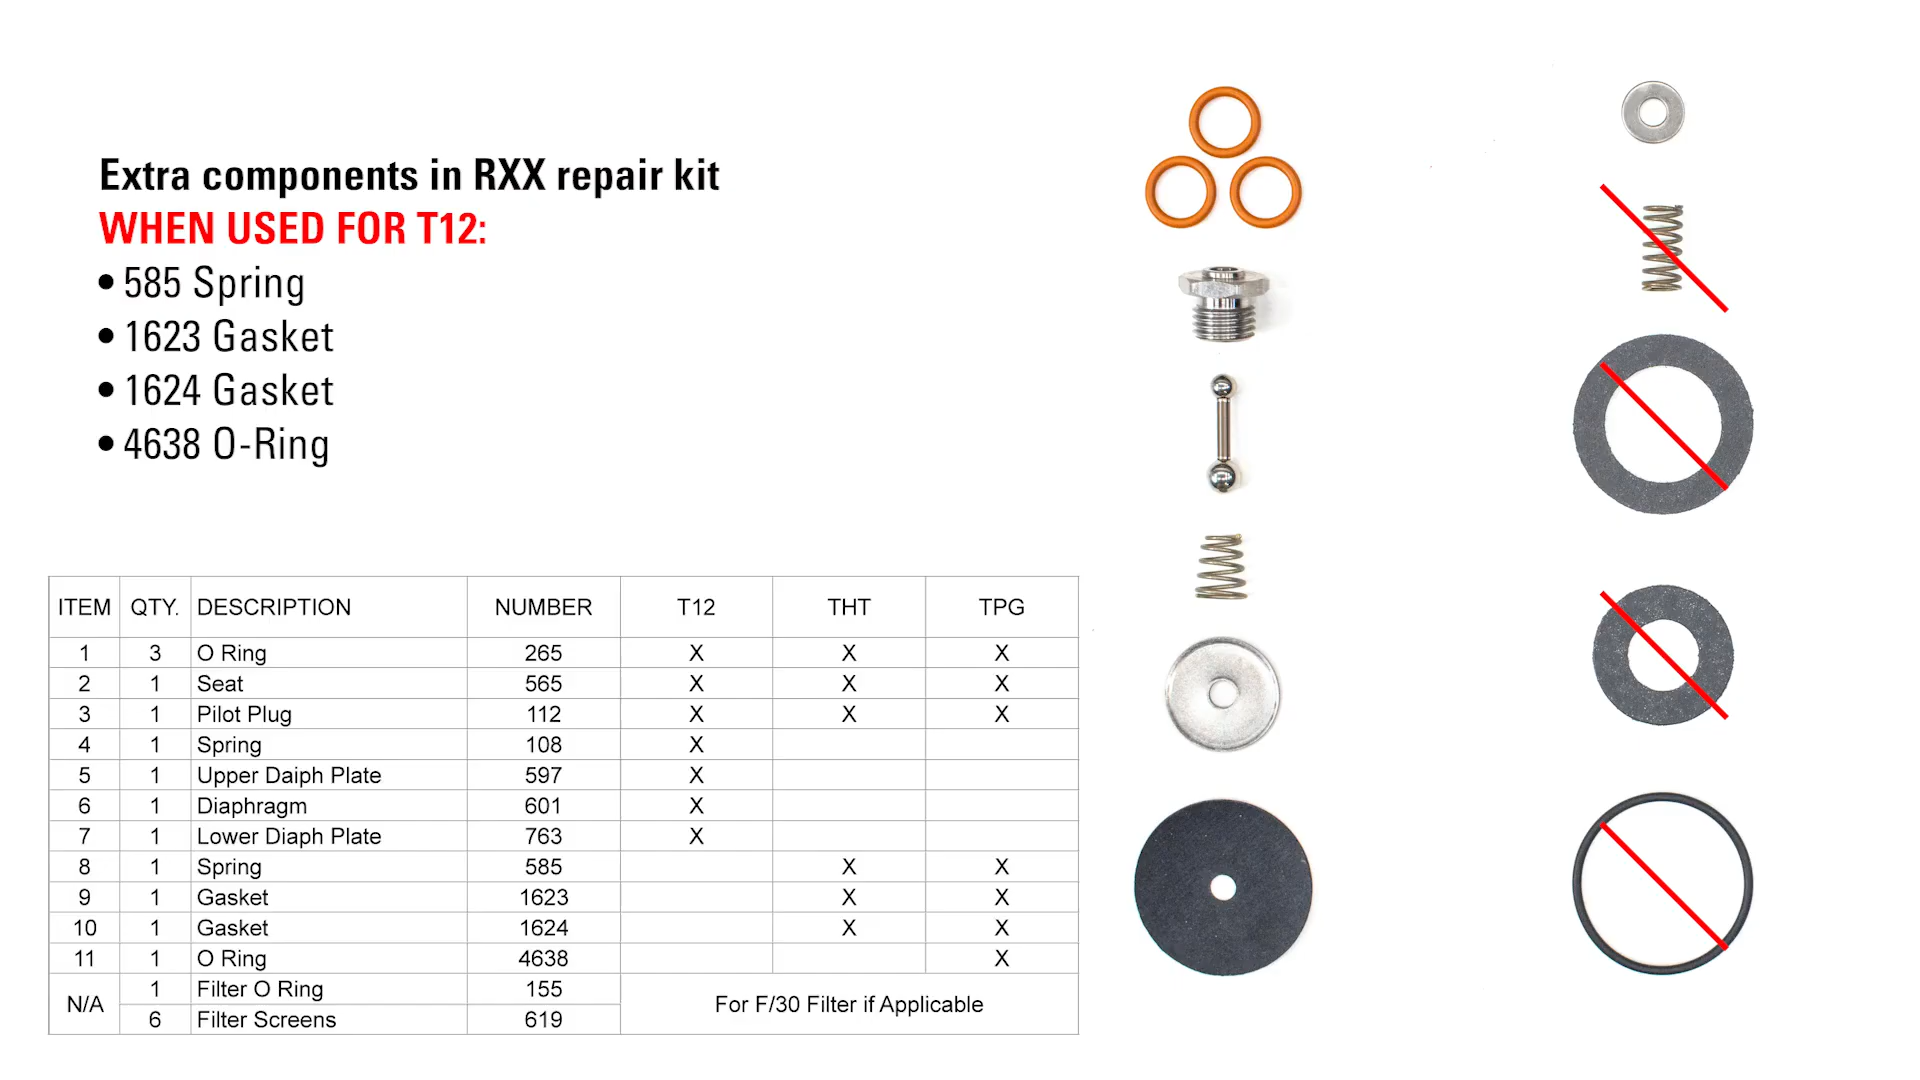 Extra components in RXX repair kit
WHEN USED FOR T12:
• 585 Spring
• 1623 Gasket
• 1624 Gasket
• 4638 O-Ring
ITEM QTY. DESCRIPTION NUMBER T12 THT TPG
1 3 O Ring 265 X X X
2 1 Seat 565 X X X
3 1 Pilot Plug 112 X X X
4 1 Spring 108 X
5 1 Upper Daiph Plate 597 X
6 1 Diaphragm 601 X
7 1 Lower Diaph Plate 763 X
8 1 Spring 585 X X
9 1 Gasket 1623 X X
10 1 Gasket 1624 X X
11 1 O Ring 4638 X
N/A 1 Filter O Ring 155 For F/30 Filter if Applicable
6 Filter Screens 619